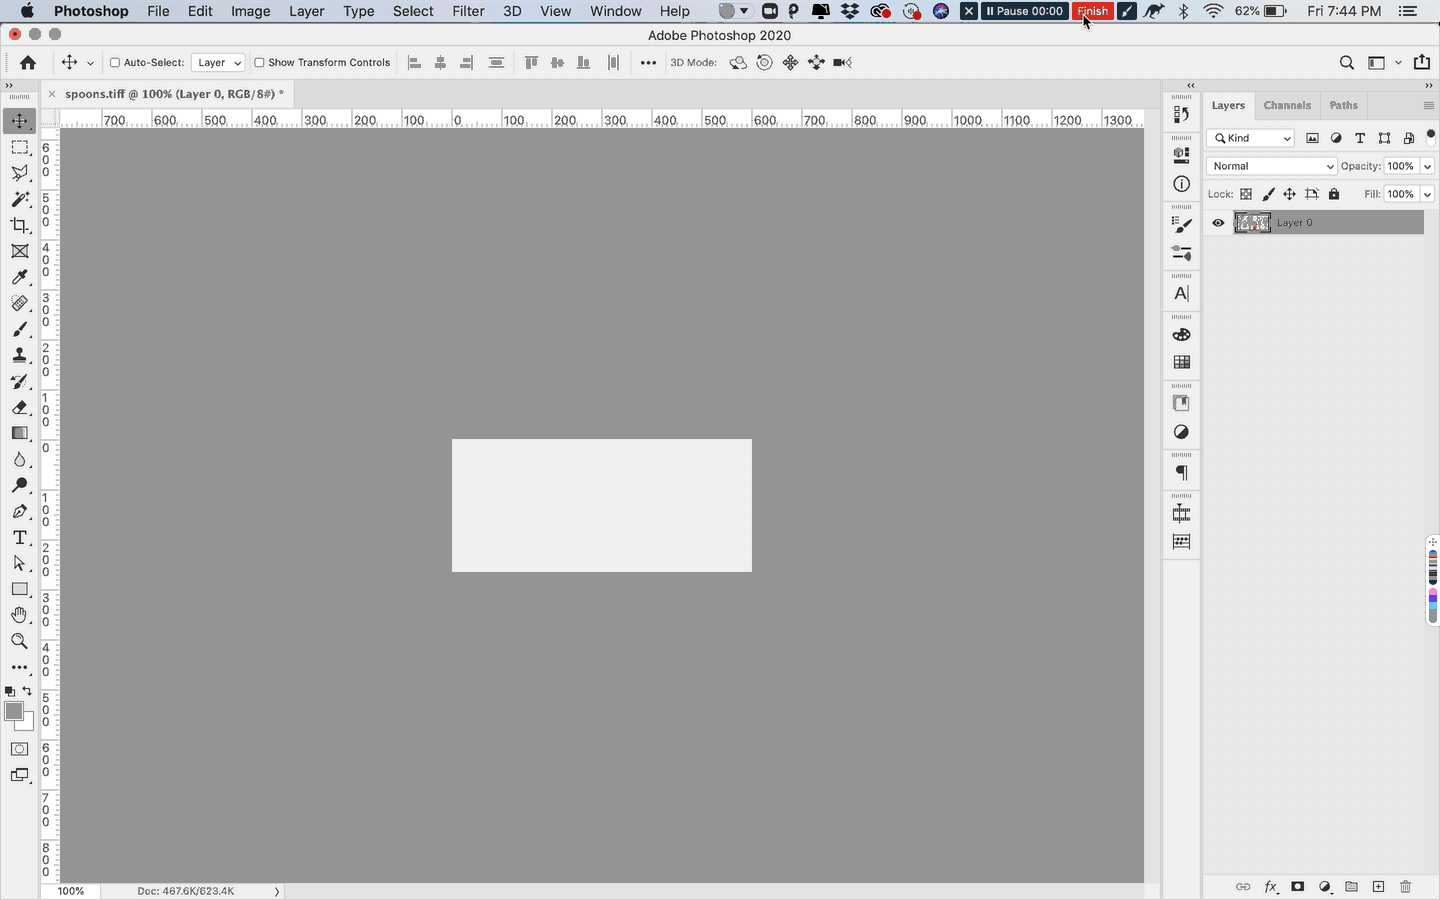 Photoshop File Edit Image Layer Type Select Filter 3D View Window Help Pause 00:00 Finish 62% Fri 7:44 PM
Adobe Photoshop 2020
Auto-Select: Layer Show Transform Controls 3D Mode:
spoons.tiff @ 100% (Layer 0, RGB/8#) *
700 600 500 400 300 200 100 0 100 200 300 400 500 600 700 800 900 1000 1100 1200 1300
600
500
400
300
200
100
0
100
200
300
400
500
600
700
800
Layers Channels Paths
Kind
Normal Opacity: 100%
Lock: Fill: 100%
Layer 0
100% Doc: 467.6K/623.4K